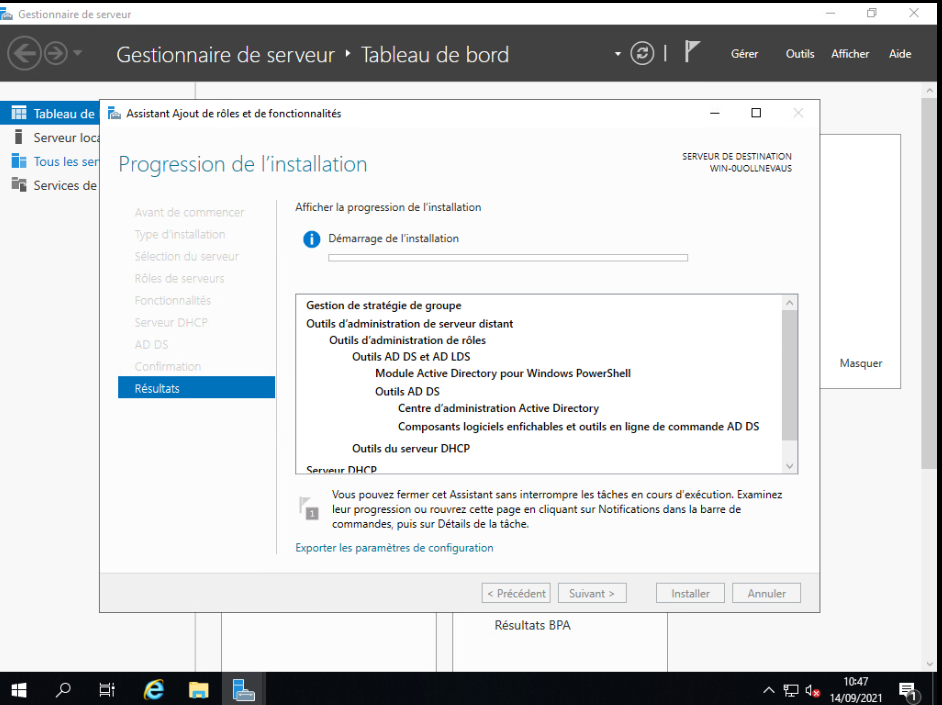 Gestionnaire de serveur
Gestionnaire de serveur ‣ Tableau de bord
Gérer Outils Afficher Aide
Tableau de
Serveur loca
Tous les ser
Services de
Assistant Ajout de rôles et de fonctionnalités
Progression de l'installation
SERVEUR DE DESTINATION
WIN-0UOLLNEVAUS
Avant de commencer
Type d'installation
Sélection du serveur
Rôles de serveurs
Fonctionnalités
Serveur DHCP
AD DS
Confirmation
Résultats
Afficher la progression de l'installation
Démarrage de l'installation
Gestion de stratégie de groupe
Outils d'administration de serveur distant
Outils d'administration de rôles
Outils AD DS et AD LDS
Module Active Directory pour Windows PowerShell
Outils AD DS
Centre d'administration Active Directory
Composants logiciels enfichables et outils en ligne de commande AD DS
Outils du serveur DHCP
Serveur DHCP
1
Vous pouvez fermer cet Assistant sans interrompre les tâches en cours d'exécution. Examinez
leur progression ou rouvrez cette page en cliquant sur Notifications dans la barre de
commandes, puis sur Détails de la tâche.
Exporter les paramètres de configuration
< Précédent Suivant > Installer Annuler
Masquer
Résultats BPA
10:47
14/09/2021
1